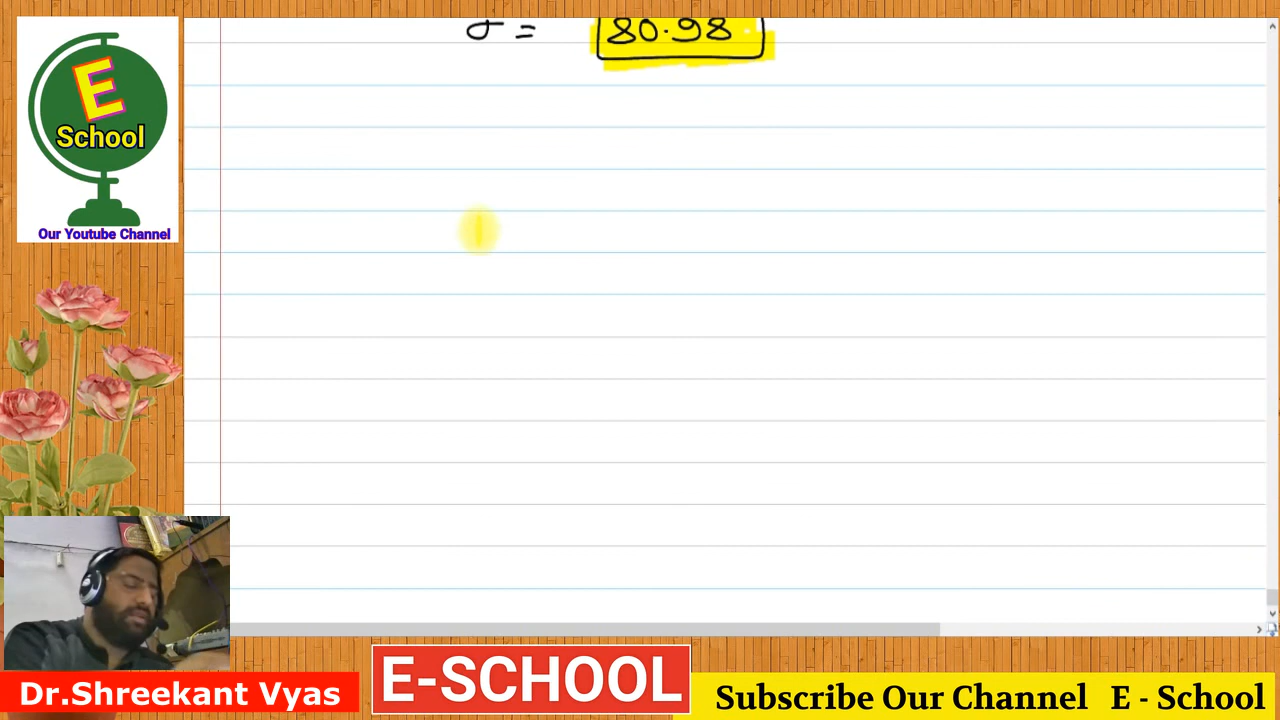 σ = 80.98
E
School
Our Youtube Channel
Dr.Shreekant Vyas
E-SCHOOL
Subscribe Our Channel E - School